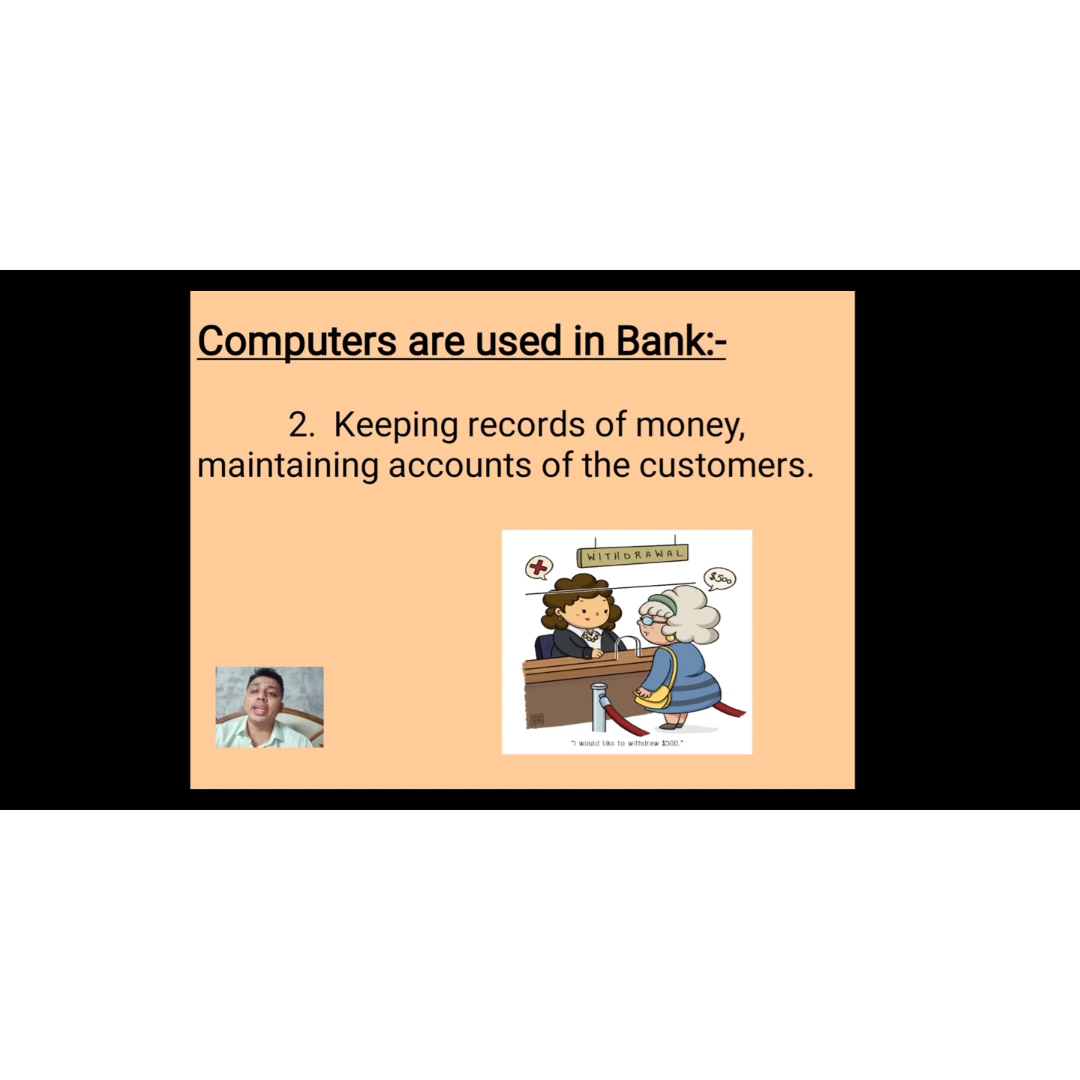 Computers are used in Bank:-
2. Keeping records of money,
maintaining accounts of the customers.
WITHDRAWAL
$500
"I would like to withdraw $500."